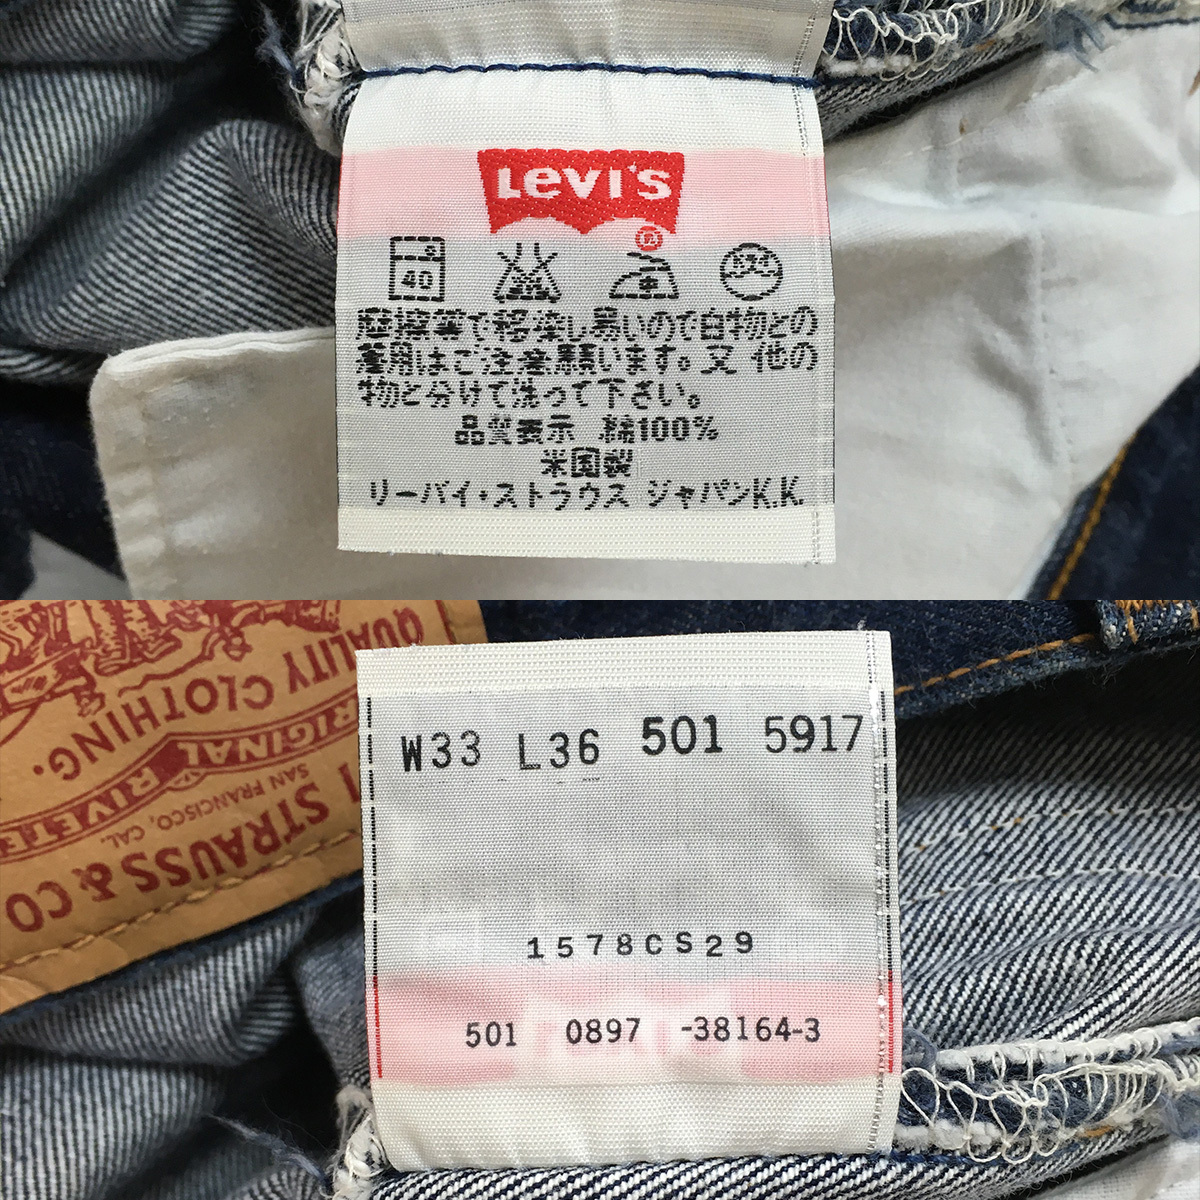 Levi's
40
中
摩擦等で移染し易いので白物との
着用はご注意願います。又 他の
物と分けて洗って下さい。
品質表示 綿100%
米国製
リーバイ・ストラウス ジャパンK.K.
QUALITY CLOTHING.
ORIGINAL RIVETE
SAN FRANCISCO, CAL.
STRAUSS & CO
W33 L36 501 5917
1578CS29
501 0897 -38164-3